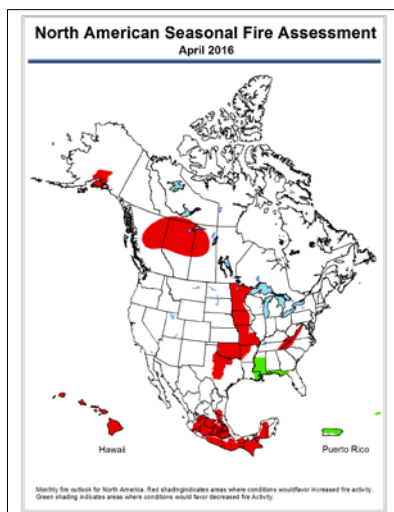 North American Seasonal Fire Assessment
April 2016
Hawaii
Puerto Rico
Monthly fire outlook for North America. Red shadingindicates areas where conditions wouldfavor increased fire activity.
Green shading indicates areas where conditions would favor decreased fire Activity.